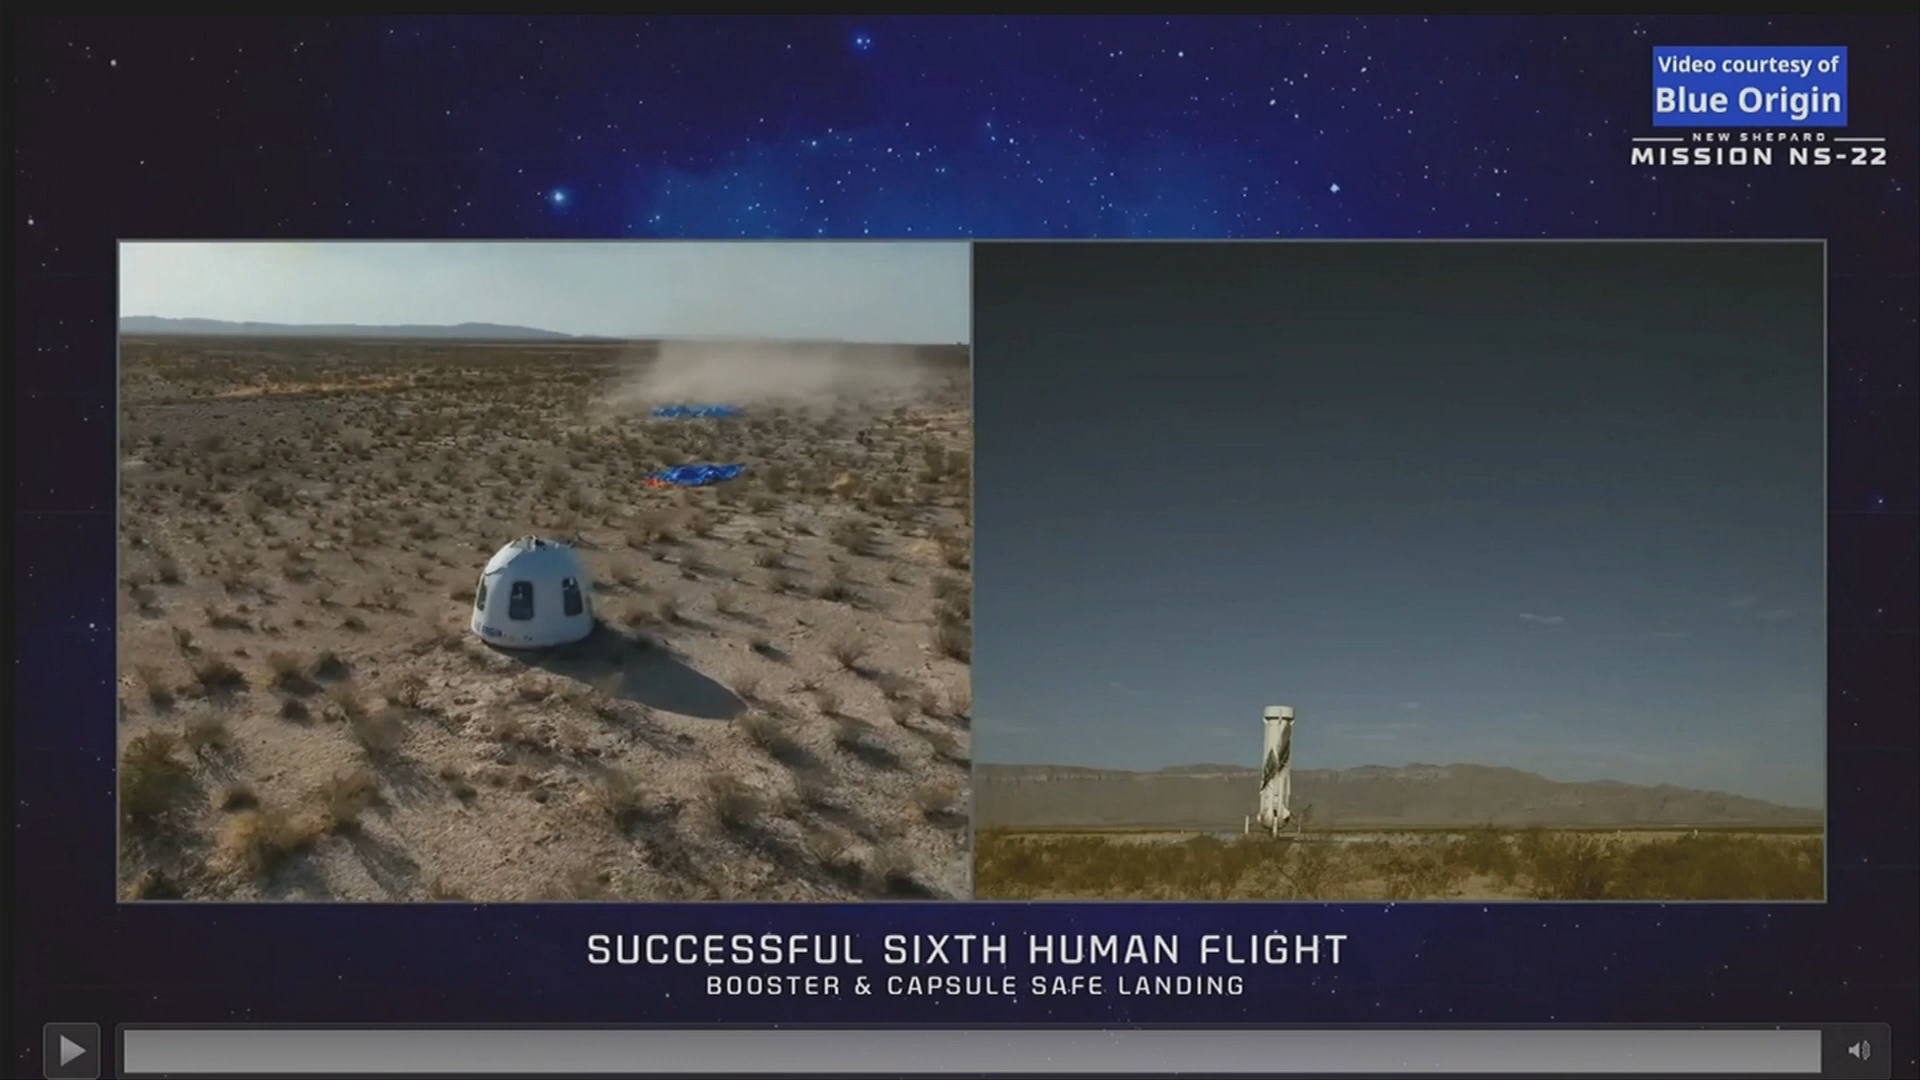 Video courtesy of
Blue Origin
NEW SHEPARD
MISSION NS-22
SUCCESSFUL SIXTH HUMAN FLIGHT
BOOSTER & CAPSULE SAFE LANDING